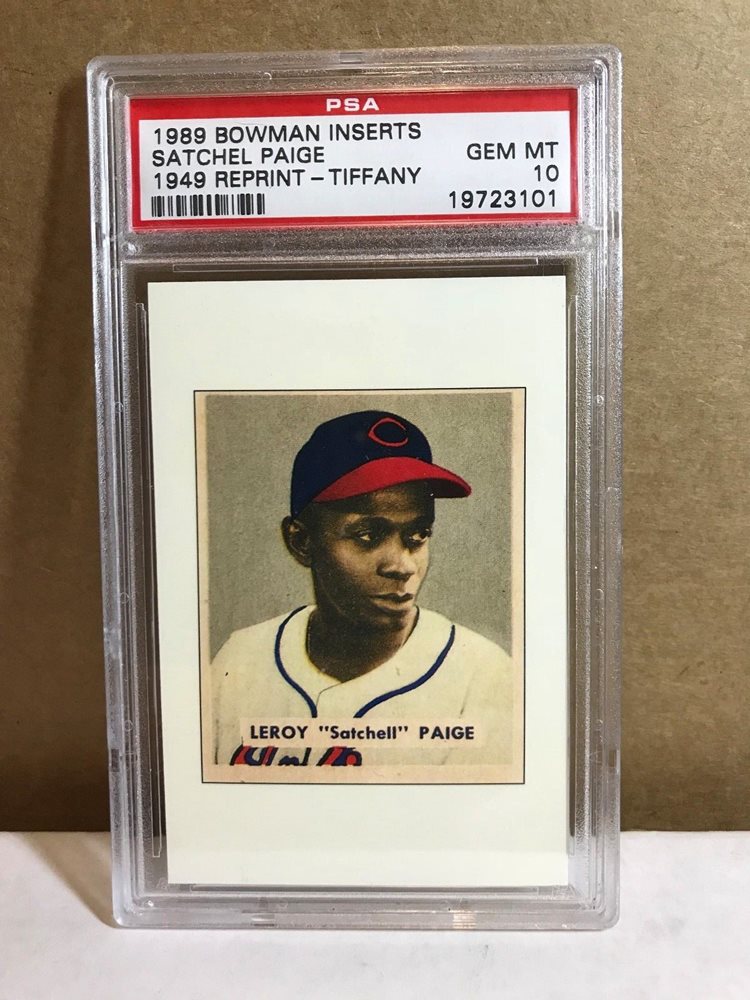 PSA
1989 BOWMAN INSERTS
SATCHEL PAIGE GEM MT
1949 REPRINT - TIFFANY 10
19723101
C
LEROY "Satchell" PAIGE